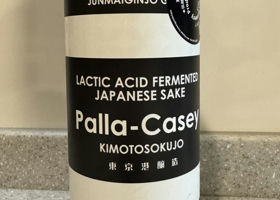 JUNMAIGINJO G
LACTIC ACID FERMENTED
JAPANESE SAKE
Palla-Casey
KIMOTOSOKUJO
東京港醸造